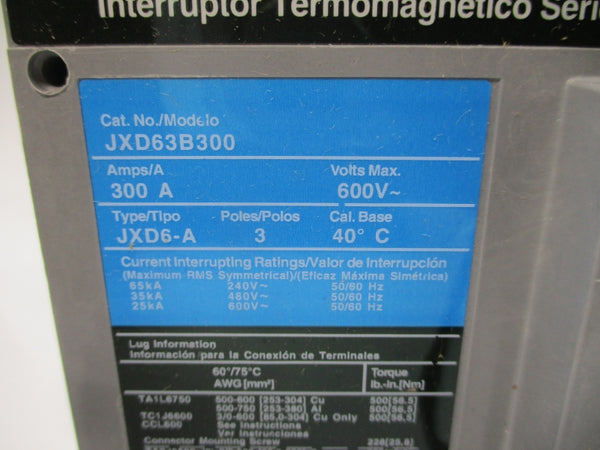 Interruptor Termomagnético Seri
Cat. No./Modelo
JXD63B300
Amps/A Volts Max.
300 A 600V~
Type/Tipo Poles/Polos Cal. Base
JXD6-A 3 40° C
Current Interrupting Ratings/Valor de Interrupción
(Maximum RMS Symmetrical)/(Eficaz Máxima Simétrica)
65kA 240V~ 50/60 Hz
35kA 480V~ 50/60 Hz
25kA 600V~ 50/60 Hz
Lug Information
Información para la Conexión de Terminales
60°/75°C Torque
AWG [mm²] lb.-in.[Nm]
TA1L6750 500-600 [253-304] Cu 500[56,5]
500-750 [253-380] Al 500[56,5]
TC1J6600 3/0-600 [85,0-304] Cu Only 500[56,5]
CCL600 See Instructions
Ver Instrucciones
Connector Mounting Screw 228[25,8]